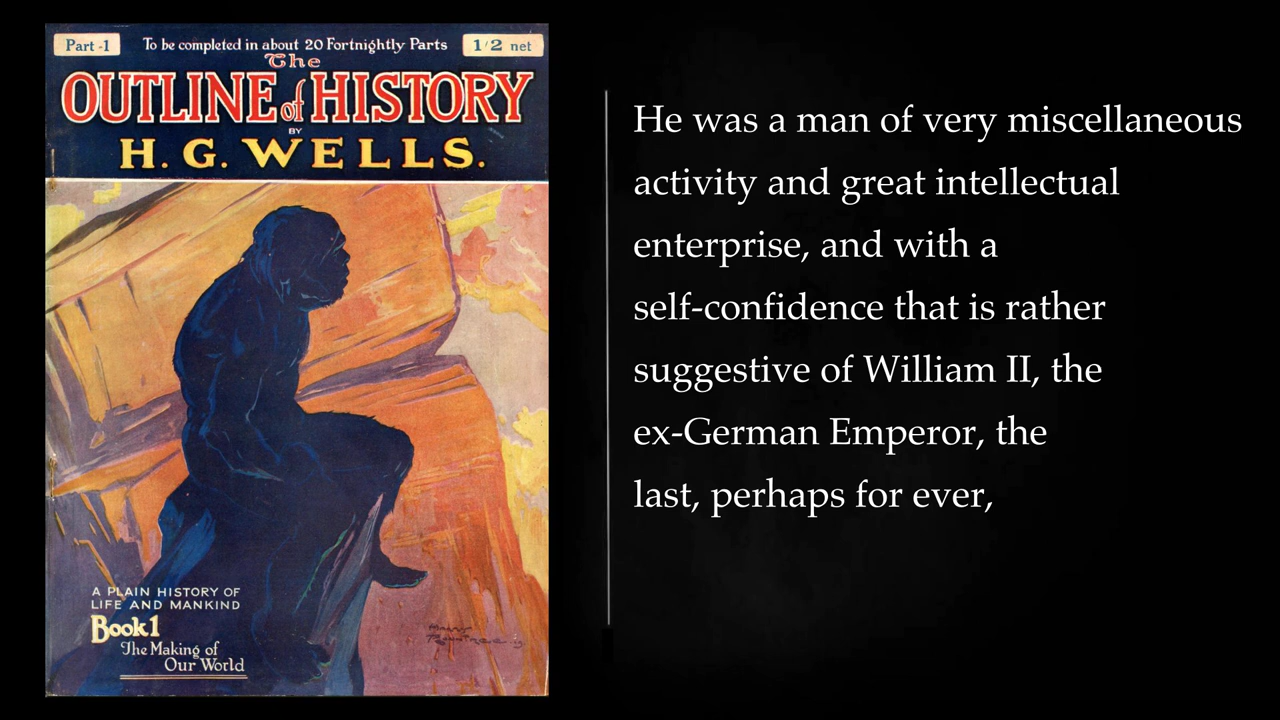 Part -1
To be completed in about 20 Fortnightly Parts
1/2 net
The
OUTLINE of HISTORY
BY
H. G. WELLS.
A PLAIN HISTORY OF
LIFE AND MANKIND
Book 1
The Making of
Our World
He was a man of very miscellaneous
activity and great intellectual
enterprise, and with a
self-confidence that is rather
suggestive of William II, the
ex-German Emperor, the
last, perhaps for ever,